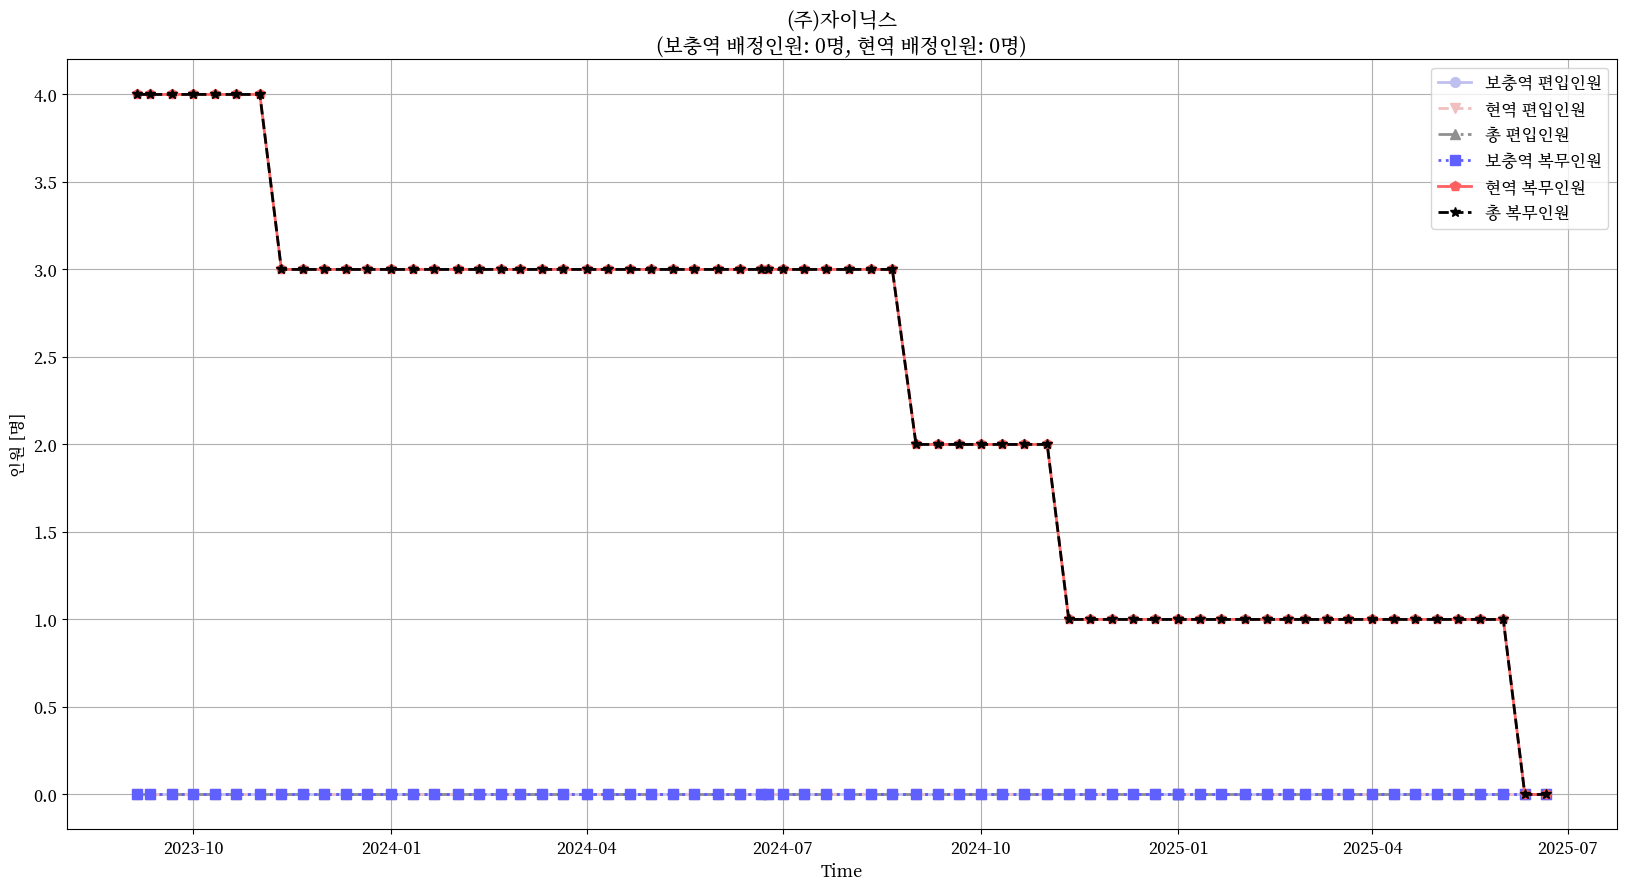 (주)자이닉스
(보충역 배정인원: 0명, 현역 배정인원: 0명)
보충역 편입인원
현역 편입인원
총 편입인원
보충역 복무인원
현역 복무인원
총 복무인원
인원 [명]
4.0
3.5
3.0
2.5
2.0
1.5
1.0
0.5
0.0
2023-10 2024-01 2024-04 2024-07 2024-10 2025-01 2025-04 2025-07
Time